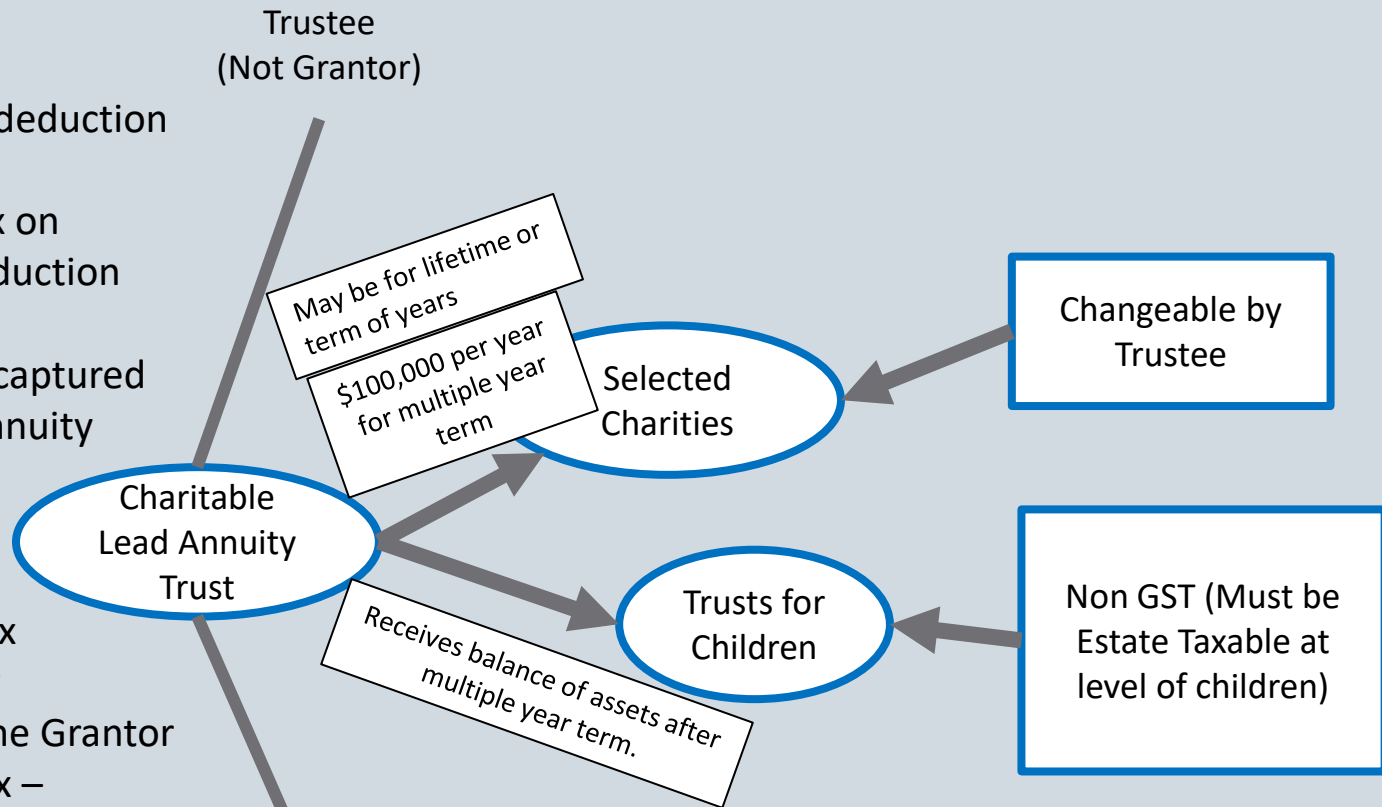 Trustee
(Not Grantor)
deduction
x on
duction
captured
nnuity
x
ne Grantor
x –
May be for lifetime or
term of years
$100,000 per year
for multiple year
term
Selected
Charities
Changeable by
Trustee
Charitable
Lead Annuity
Trust
Trusts for
Children
Receives balance of assets after
multiple year term.
Non GST (Must be
Estate Taxable at
level of children)